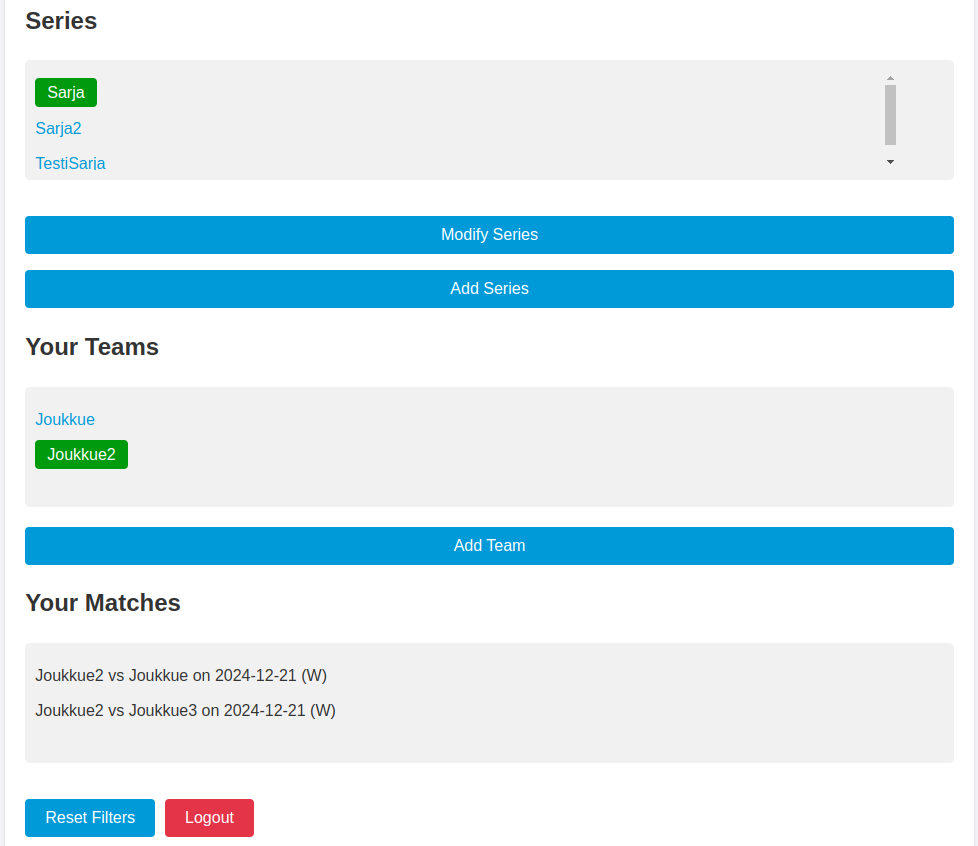 Series
Sarja
Sarja2
TestiSarja
Modify Series
Add Series
Your Teams
Joukkue
Joukkue2
Add Team
Your Matches
Joukkue2 vs Joukkue on 2024-12-21 (W)
Joukkue2 vs Joukkue3 on 2024-12-21 (W)
Reset Filters
Logout